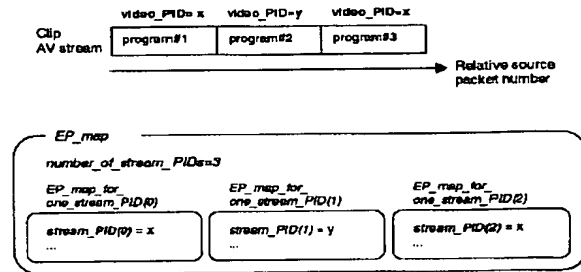 video_PID= x video_PID=y video_PID=x
Clip
AV stream
program#1 program#2 program#3
Relative source
packet number
EP_map
number_of_stream_PIDs=3
EP_map_for_
one_stream_PID(0)
EP_map_for_
one_stream_PID(1)
EP_map_for_
one_stream_PID(2)
stream_PID(0) = x
...
stream_PID(1) = y
...
stream_PID(2) = x
...